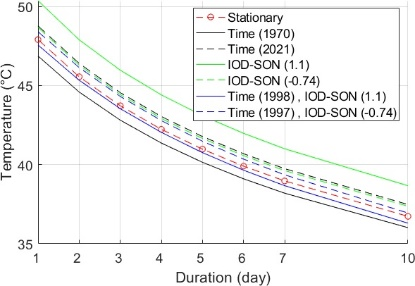 50
45
40
35
Temperature (°C)
Stationary
Time (1970)
Time (2021)
IOD-SON (1.1)
IOD-SON (-0.74)
Time (1998) , IOD-SON (1.1)
Time (1997) , IOD-SON (-0.74)
1 2 3 4 5 6 7 10
Duration (day)